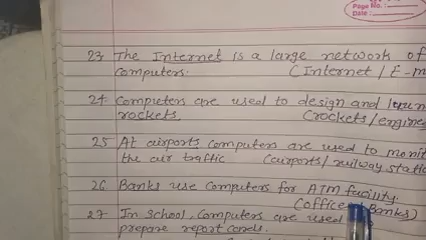 Page No.:
Date:
23 The Internet is a large network of
computers. (Internet / E-m
24 Computers are used to design and
rockets. (rockets/engine
25 At airports computers are used to monit
the air traffic (airports/railway statio
26 Banks use computers for ATM facility.
(office Banks)
27 In school, computers are used
prepare report cards.